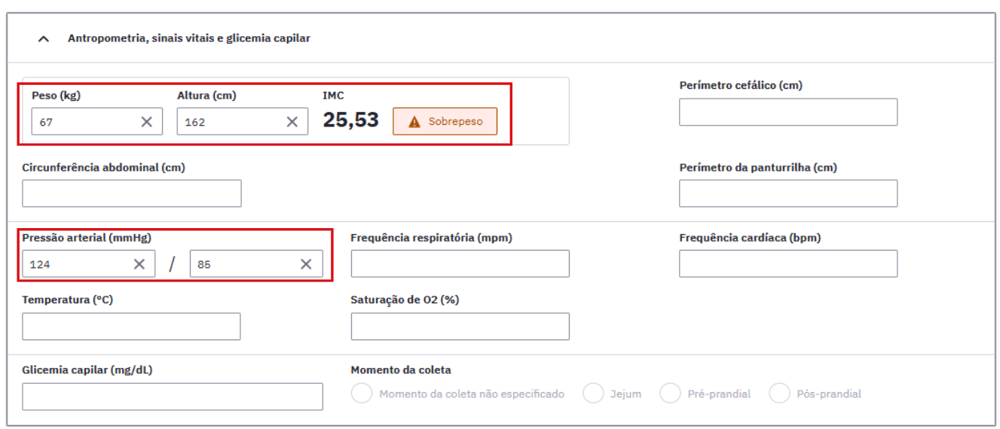 Antropometria, sinais vitais e glicemia capilar
Peso (kg) Altura (cm) IMC Perímetro cefálico (cm)
67 162 25,53 Sobrepeso
Circunferência abdominal (cm) Perímetro da panturrilha (cm)
Pressão arterial (mmHg) Frequência respiratória (mpm) Frequência cardíaca (bpm)
124 / 85
Temperatura (°C) Saturação de O2 (%)
Glicemia capilar (mg/dL) Momento da coleta
Momento da coleta não especificado Jejum Pré-prandial Pós-prandial